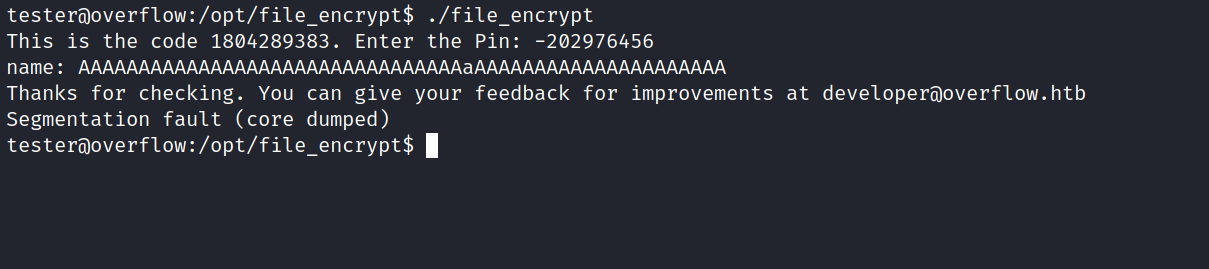 tester@overflow:/opt/file_encrypt$ ./file_encrypt
This is the code 1804289383. Enter the Pin: -202976456
name: AAAAAAAAAAAAAAAAAAAAAAAAAAAAAAAAaAAAAAAAAAAAAAAAAAAAAA
Thanks for checking. You can give your feedback for improvements at developer@overflow.htb
Segmentation fault (core dumped)
tester@overflow:/opt/file_encrypt$